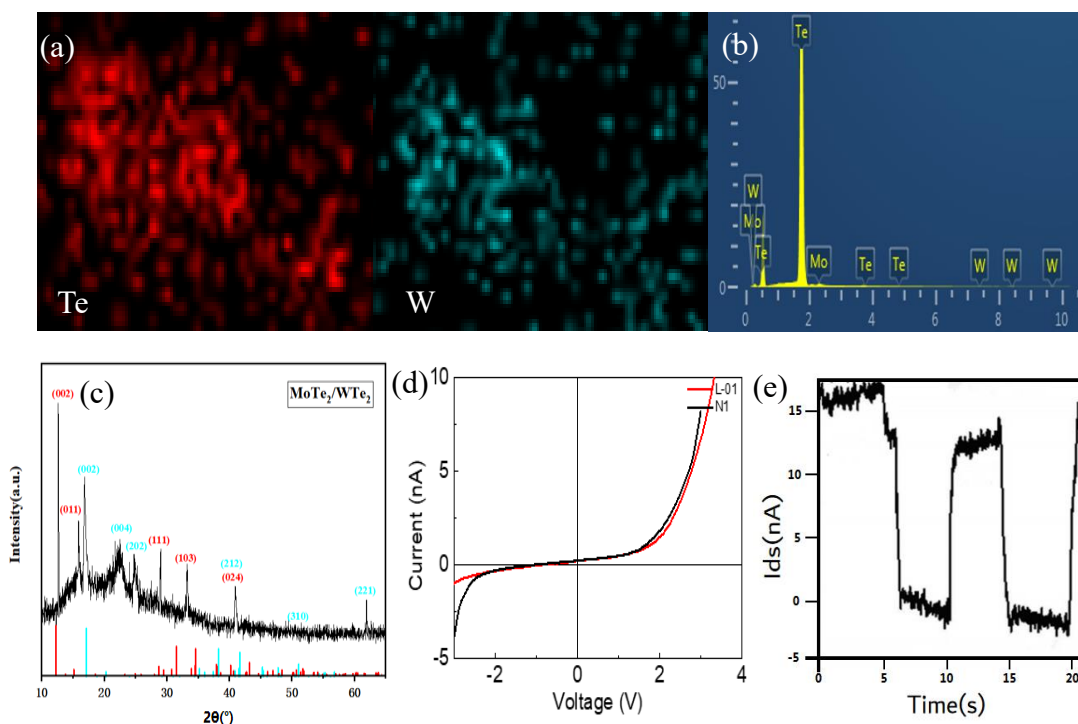 (a)
Te
W
(b)
50
0
Te
W
Mo
Te
Mo
Te
Te
W
W
W
0 2 4 6 8 10
(c)
MoTe₂/WTe₂
(002)
(011)
(002)
(004)
(202)
(111)
(103)
(212)
(024)
(310)
(221)
Intensity(a.u.)
10 20 30 40 50 60
2θ(°)
(d)
L-01
N1
10
5
0
-5
Current (nA)
-2 0 2 4
Voltage (V)
(e)
15
10
5
0
-5
Ids(nA)
0 5 10 15 20
Time(s)